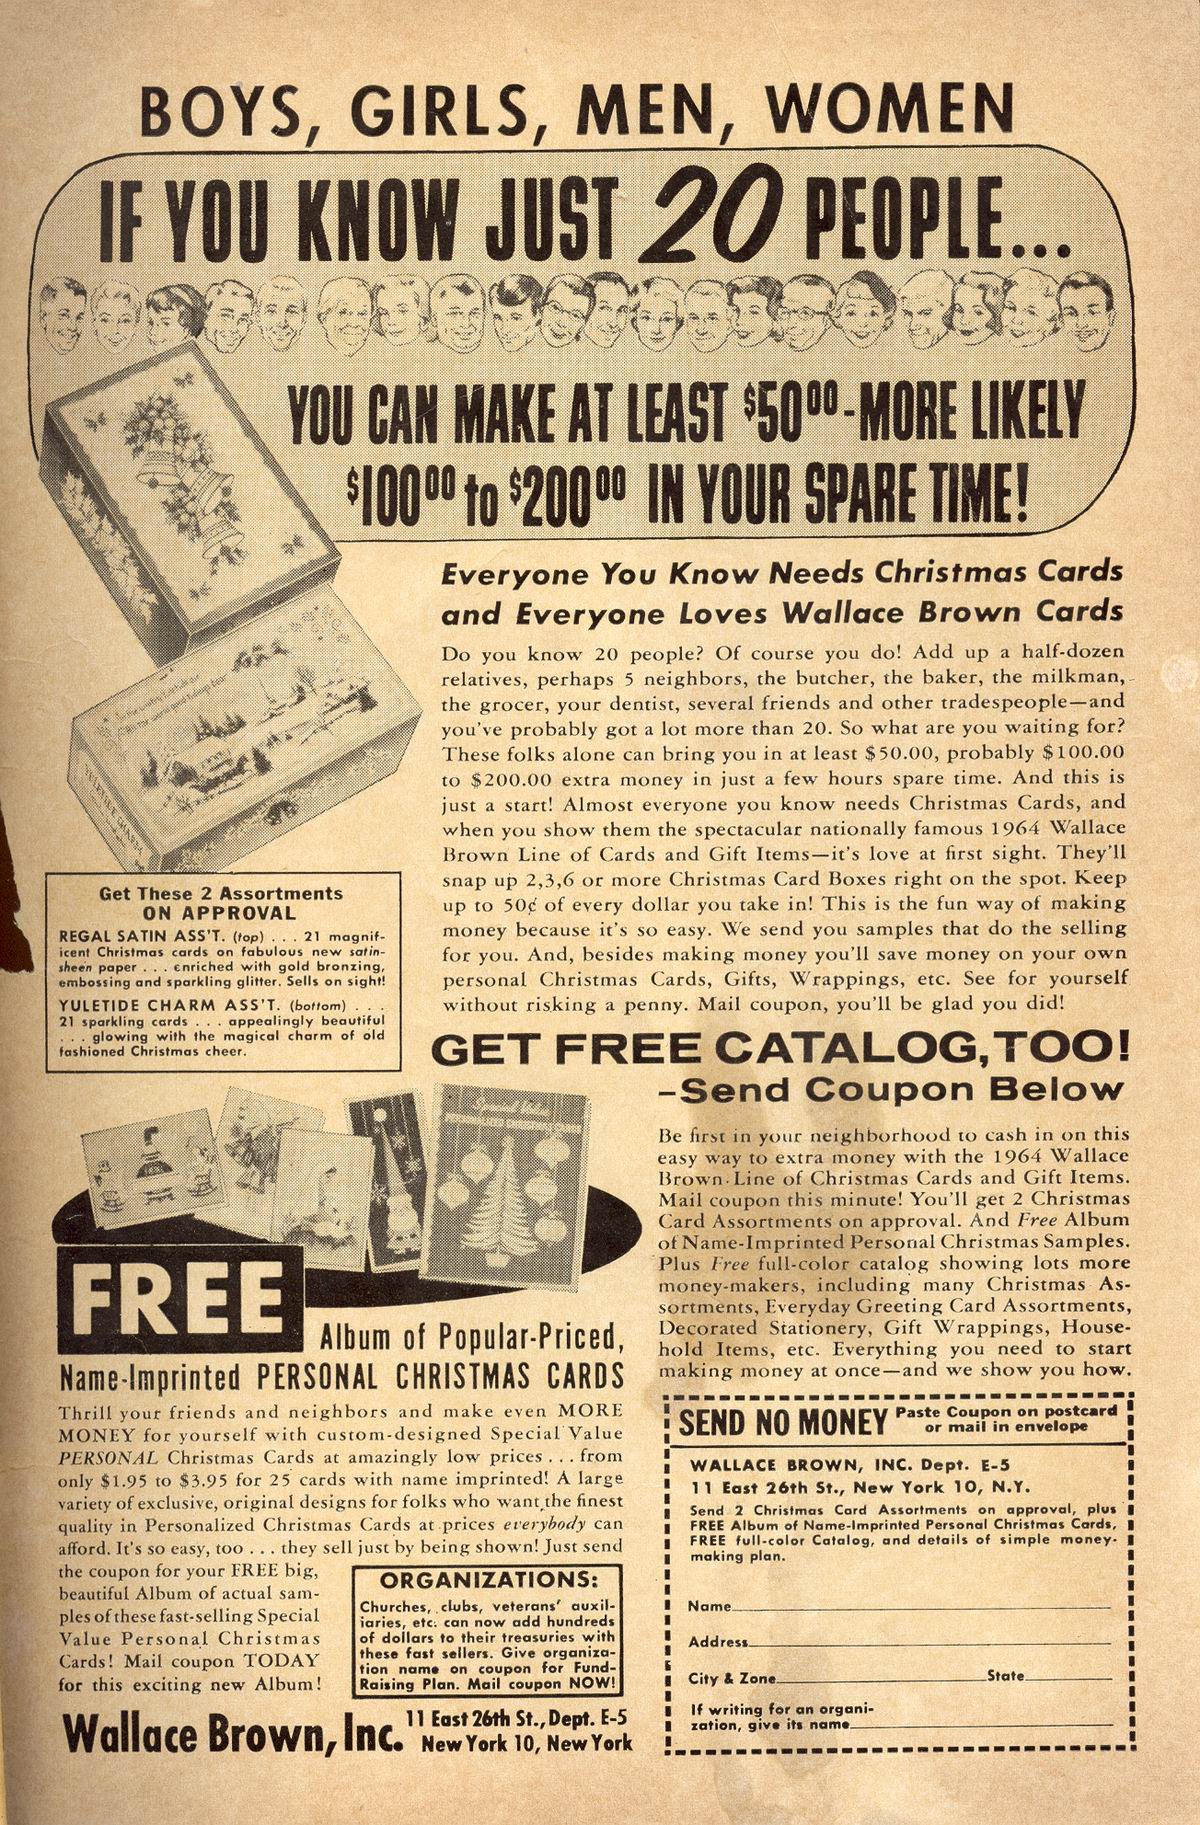 BOYS, GIRLS, MEN, WOMEN
IF YOU KNOW JUST 20 PEOPLE...
YOU CAN MAKE AT LEAST $50⁰⁰-MORE LIKELY
$100⁰⁰ to $200⁰⁰ IN YOUR SPARE TIME!
Everyone You Know Needs Christmas Cards
and Everyone Loves Wallace Brown Cards
Do you know 20 people? Of course you do! Add up a half-dozen
relatives, perhaps 5 neighbors, the butcher, the baker, the milkman,
the grocer, your dentist, several friends and other tradespeople—and
you've probably got a lot more than 20. So what are you waiting for?
These folks alone can bring you in at least $50.00, probably $100.00
to $200.00 extra money in just a few hours spare time. And this is
just a start! Almost everyone you know needs Christmas Cards, and
when you show them the spectacular nationally famous 1964 Wallace
Brown Line of Cards and Gift Items—it's love at first sight. They'll
snap up 2,3,6 or more Christmas Card Boxes right on the spot. Keep
up to 50¢ of every dollar you take in! This is the fun way of making
money because it's so easy. We send you samples that do the selling
for you. And, besides making money you'll save money on your own
personal Christmas Cards, Gifts, Wrappings, etc. See for yourself
without risking a penny. Mail coupon, you'll be glad you did!
Get These 2 Assortments
ON APPROVAL
REGAL SATIN ASS'T. (top) . . . 21 magnif-
icent Christmas cards on fabulous new satin-
sheen paper . . . enriched with gold bronzing,
embossing and sparkling glitter. Sells on sight!
YULETIDE CHARM ASS'T. (bottom) . . .
21 sparkling cards . . . appealingly beautiful
. . . glowing with the magical charm of old
fashioned Christmas cheer.
GET FREE CATALOG, TOO!
–Send Coupon Below
Be first in your neighborhood to cash in on this
easy way to extra money with the 1964 Wallace
Brown Line of Christmas Cards and Gift Items.
Mail coupon this minute! You'll get 2 Christmas
Card Assortments on approval. And Free Album
of Name-Imprinted Personal Christmas Samples.
Plus Free full-color catalog showing lots more
money-makers, including many Christmas As-
sortments, Everyday Greeting Card Assortments,
Decorated Stationery, Gift Wrappings, House-
hold Items, etc. Everything you need to start
making money at once—and we show you how.
FREE
Album of Popular-Priced,
Name-Imprinted PERSONAL CHRISTMAS CARDS
Thrill your friends and neighbors and make even MORE
MONEY for yourself with custom-designed Special Value
PERSONAL Christmas Cards at amazingly low prices . . . from
only $1.95 to $3.95 for 25 cards with name imprinted! A large
variety of exclusive, original designs for folks who want the finest
quality in Personalized Christmas Cards at prices everybody can
afford. It's so easy, too . . . they sell just by being shown! Just send
the coupon for your FREE big,
beautiful Album of actual sam-
ples of these fast-selling Special
Value Personal Christmas
Cards! Mail coupon TODAY
for this exciting new Album!
ORGANIZATIONS:
Churches, clubs, veterans' auxil-
iaries, etc. can now add hundreds
of dollars to their treasuries with
these fast sellers. Give organiza-
tion name on coupon for Fund-
Raising Plan. Mail coupon NOW!
Wallace Brown, Inc.
11 East 26th St., Dept. E-5
New York 10, New York
SEND NO MONEY
Paste Coupon on postcard
or mail in envelope
WALLACE BROWN, INC. Dept. E-5
11 East 26th St., New York 10, N.Y.
Send 2 Christmas Card Assortments on approval, plus
FREE Album of Name-Imprinted Personal Christmas Cards,
FREE full-color Catalog, and details of simple money-
making plan.
Name
Address
City & Zone State
If writing for an organi-
zation, give its name